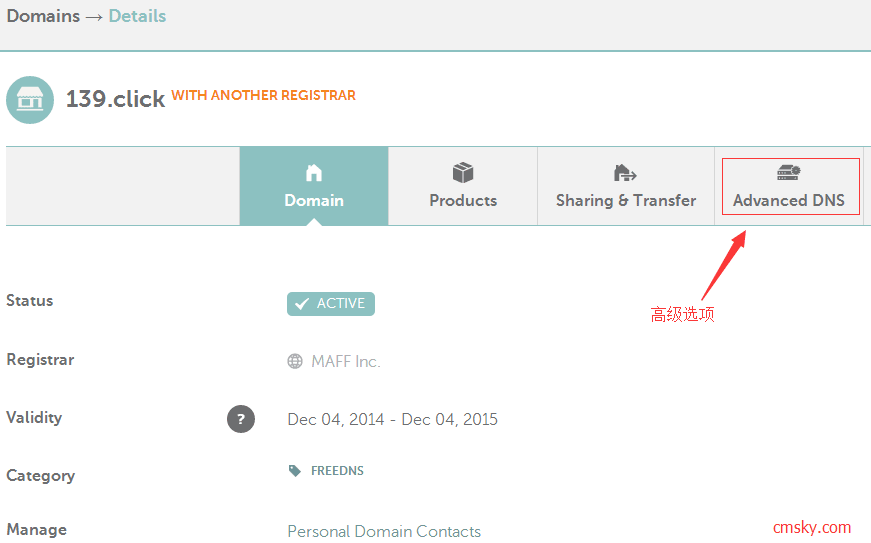 Domains → Details
139.click WITH ANOTHER REGISTRAR
Domain Products Sharing & Transfer Advanced DNS
高级选项
Status ACTIVE
Registrar MAFF Inc.
Validity ? Dec 04, 2014 - Dec 04, 2015
Category FREEDNS
Manage Personal Domain Contacts
cmsky.com